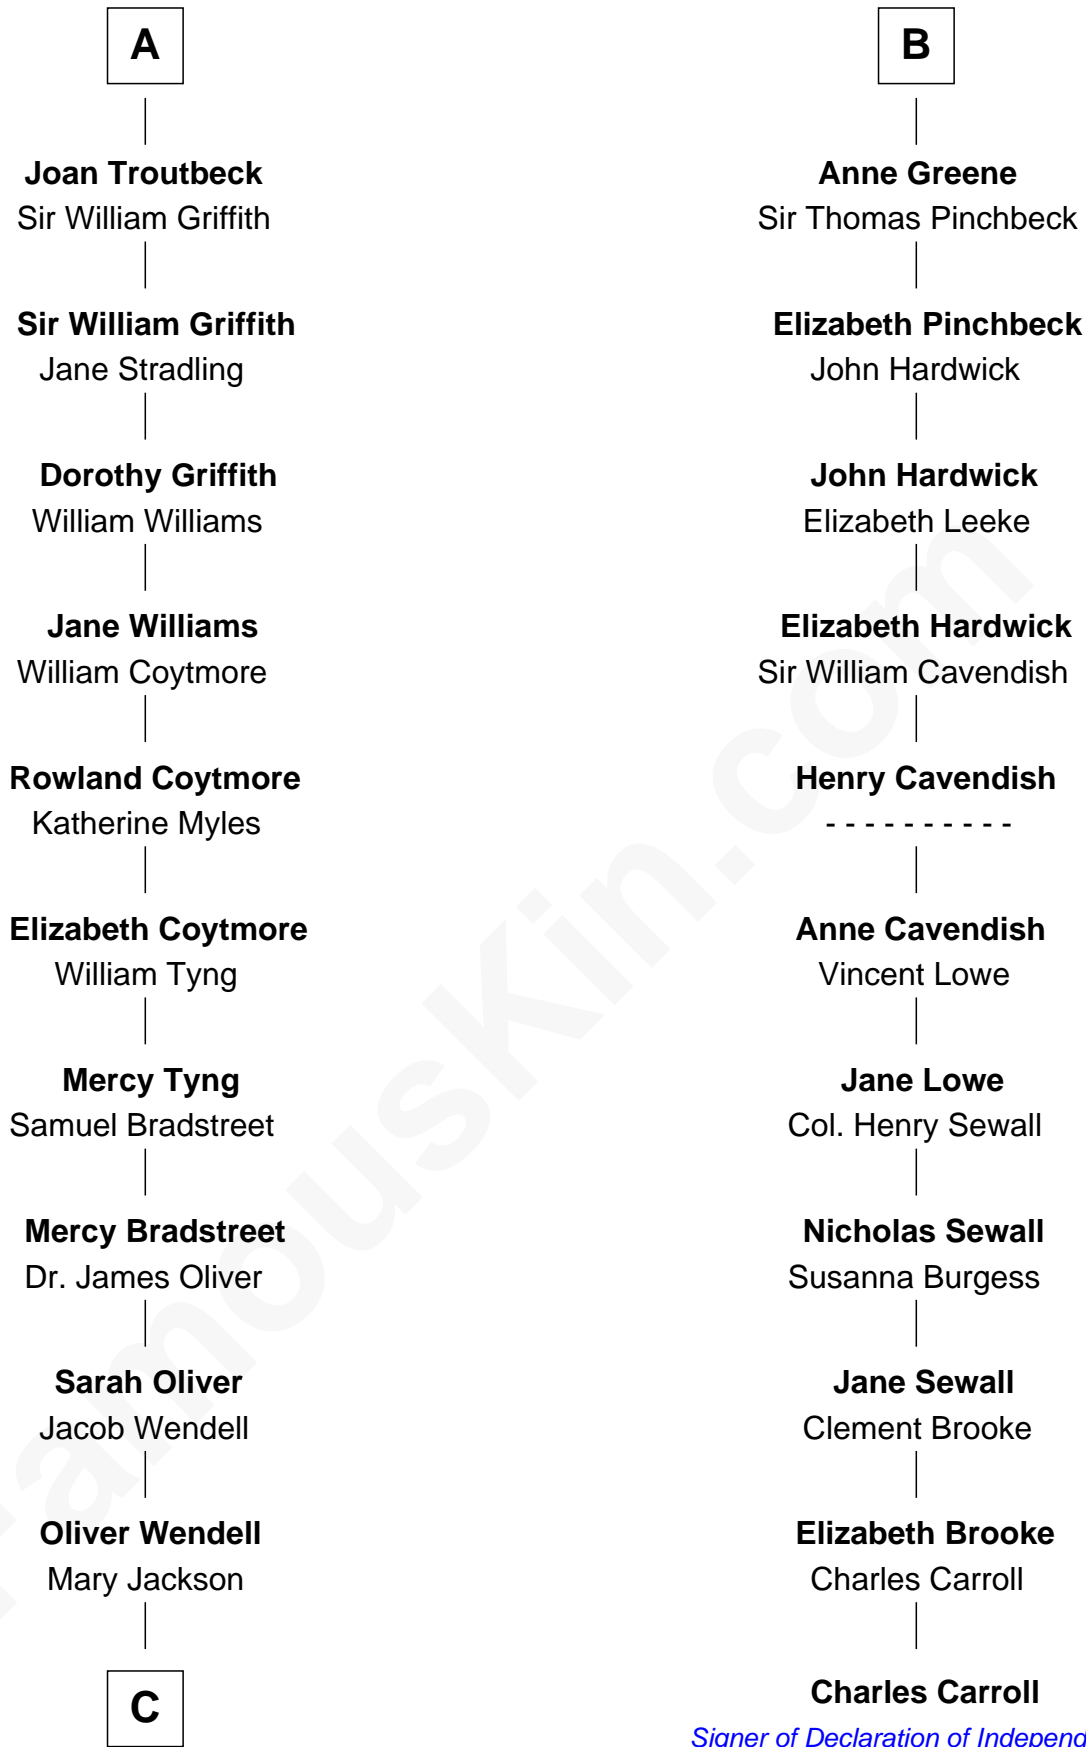 A
Joan Troutbeck
Sir William Griffith
Sir William Griffith
Jane Stradling
Dorothy Griffith
William Williams
Jane Williams
William Coytmore
Rowland Coytmore
Katherine Myles
Elizabeth Coytmore
William Tyng
Mercy Tyng
Samuel Bradstreet
Mercy Bradstreet
Dr. James Oliver
Sarah Oliver
Jacob Wendell
Oliver Wendell
Mary Jackson
C
B
Anne Greene
Sir Thomas Pinchbeck
Elizabeth Pinchbeck
John Hardwick
John Hardwick
Elizabeth Leeke
Elizabeth Hardwick
Sir William Cavendish
Henry Cavendish
- - - - - - - - - -
Anne Cavendish
Vincent Lowe
Jane Lowe
Col. Henry Sewall
Nicholas Sewall
Susanna Burgess
Jane Sewall
Clement Brooke
Elizabeth Brooke
Charles Carroll
Charles Carroll
Signer of Declaration of Independ
FamousKin.com